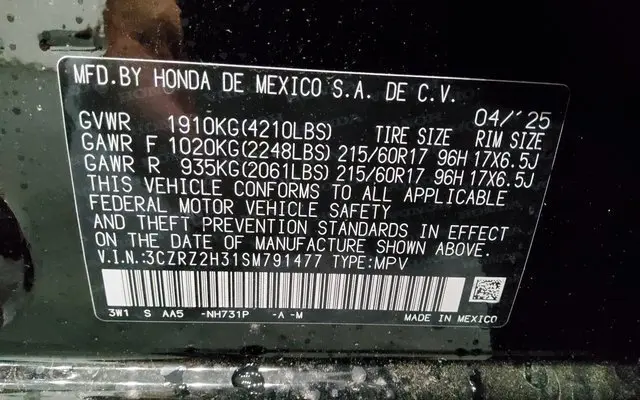 MFD.BY HONDA DE MEXICO S.A. DE C.V.
04/'25
GVWR 1910KG(4210LBS) TIRE SIZE RIM SIZE
GAWR F 1020KG(2248LBS) 215/60R17 96H 17X6.5J
GAWR R 935KG(2061LBS) 215/60R17 96H 17X6.5J
THIS VEHICLE CONFORMS TO ALL APPLICABLE
FEDERAL MOTOR VEHICLE SAFETY
AND THEFT PREVENTION STANDARDS IN EFFECT
ON THE DATE OF MANUFACTURE SHOWN ABOVE.
V.I.N.:3CZRZ2H31SM791477 TYPE:MPV
3W1 S AA5 -NH731P -A -M
MADE IN MEXICO